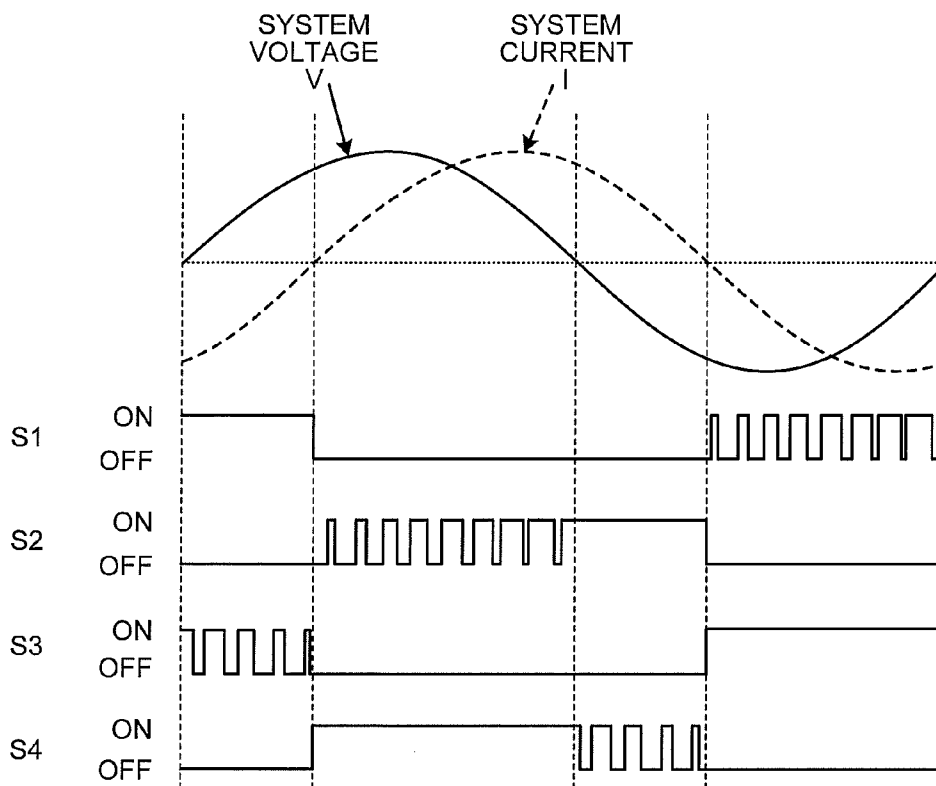 SYSTEM
VOLTAGE
V
SYSTEM
CURRENT
I
S1
ON
OFF
S2
ON
OFF
S3
ON
OFF
S4
ON
OFF